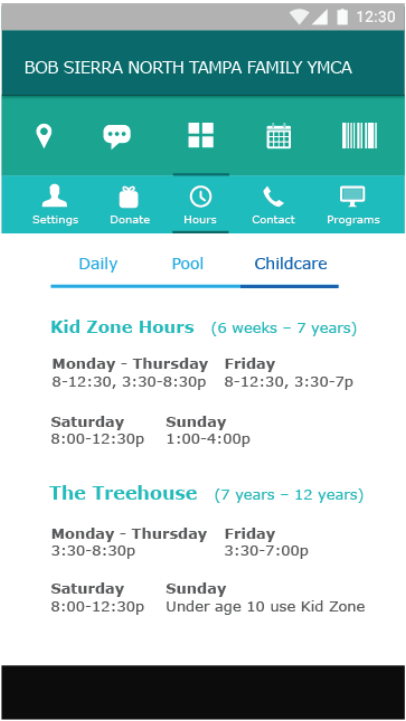 12:30
BOB SIERRA NORTH TAMPA FAMILY YMCA
Settings Donate Hours Contact Programs
Daily Pool Childcare
Kid Zone Hours (6 weeks – 7 years)
Monday - Thursday Friday
8-12:30, 3:30-8:30p 8-12:30, 3:30-7p
Saturday Sunday
8:00-12:30p 1:00-4:00p
The Treehouse (7 years – 12 years)
Monday - Thursday Friday
3:30-8:30p 3:30-7:00p
Saturday Sunday
8:00-12:30p Under age 10 use Kid Zone